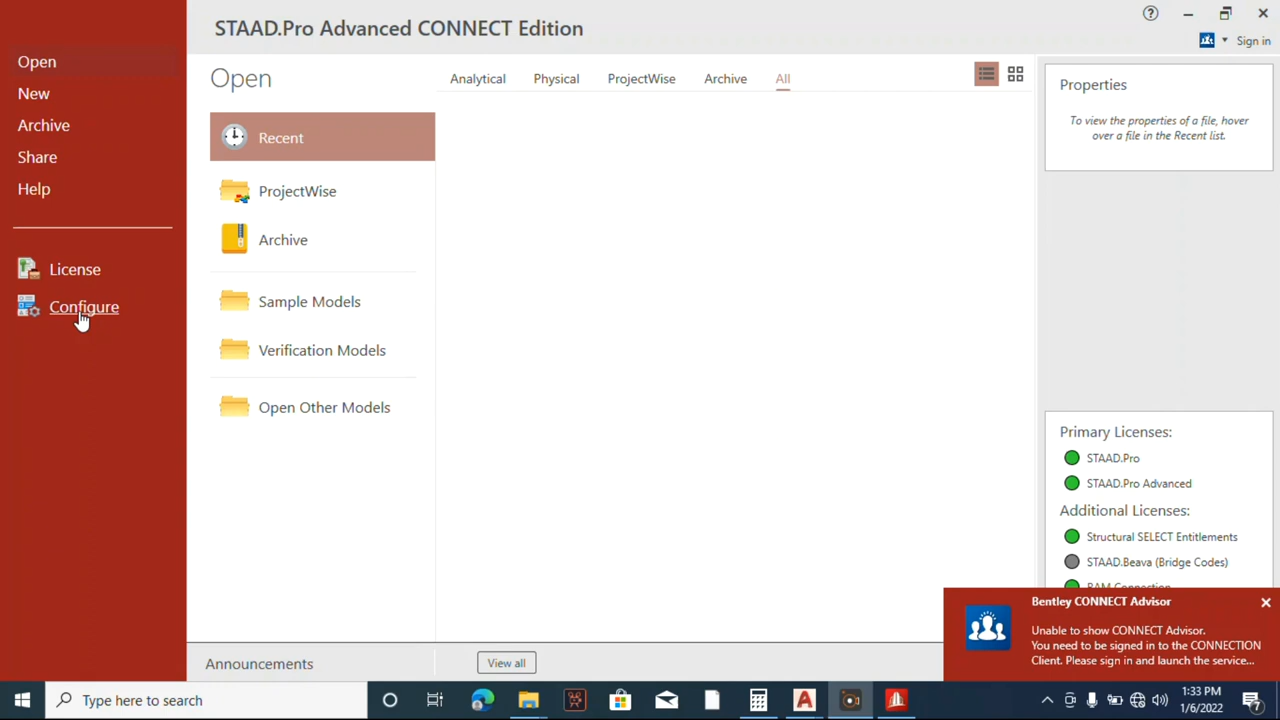 STAAD.Pro Advanced CONNECT Edition
Sign in
Open
New
Archive
Share
Help
License
Configure
Open
Analytical
Physical
ProjectWise
Archive
All
Recent
ProjectWise
Archive
Sample Models
Verification Models
Open Other Models
Properties
To view the properties of a file, hover
over a file in the Recent list.
Primary Licenses:
STAAD.Pro
STAAD.Pro Advanced
Additional Licenses:
Structural SELECT Entitlements
STAAD.Beava (Bridge Codes)
RAM Connection
Bentley CONNECT Advisor
Unable to show CONNECT Advisor.
You need to be signed in to the CONNECTION
Client. Please sign in and launch the service...
Announcements
View all
Type here to search
1:33 PM
1/6/2022
7